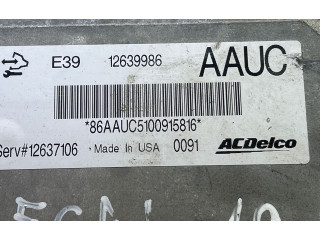 E39 12639986 AAUC
*86AAUC5100915816*
Serv#12637106 Made In USA 0091 ACDelco